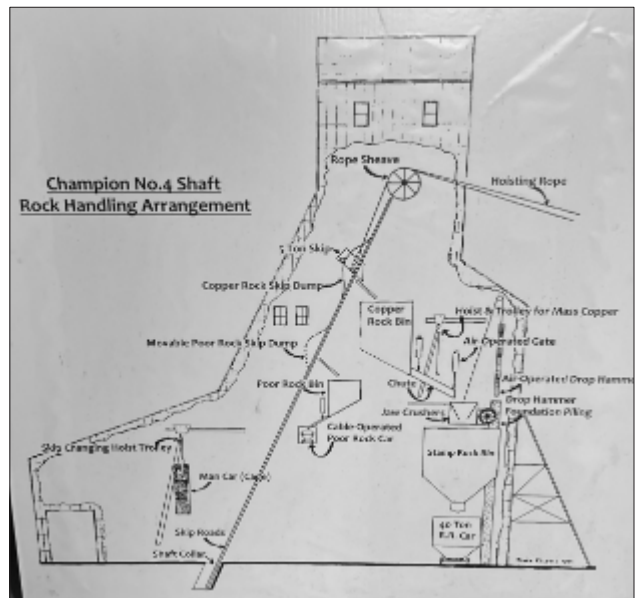 Rope Sheave
Hoisting Rope
Champion No.4 Shaft
Rock Handling Arrangement
5 Ton Skip
Copper Rock Skip Dump
Copper
Rock Bin
Hoist & Trolley for Mass Copper
Movable Poor Rock Skip Dump
Air Operated Gate
Poor Rock Bin
Chute
Air Operated Drop Hamme
Jaw Crushers
Drop Hammer
Foundation Pilling
Cable Operated
Poor Rock Car
Skip Changing Hoist Trolley
Stamp Rock Bin
Man Car (Cage)
Skip Roads
40 Ton
R.R. Car
Shaft Collar